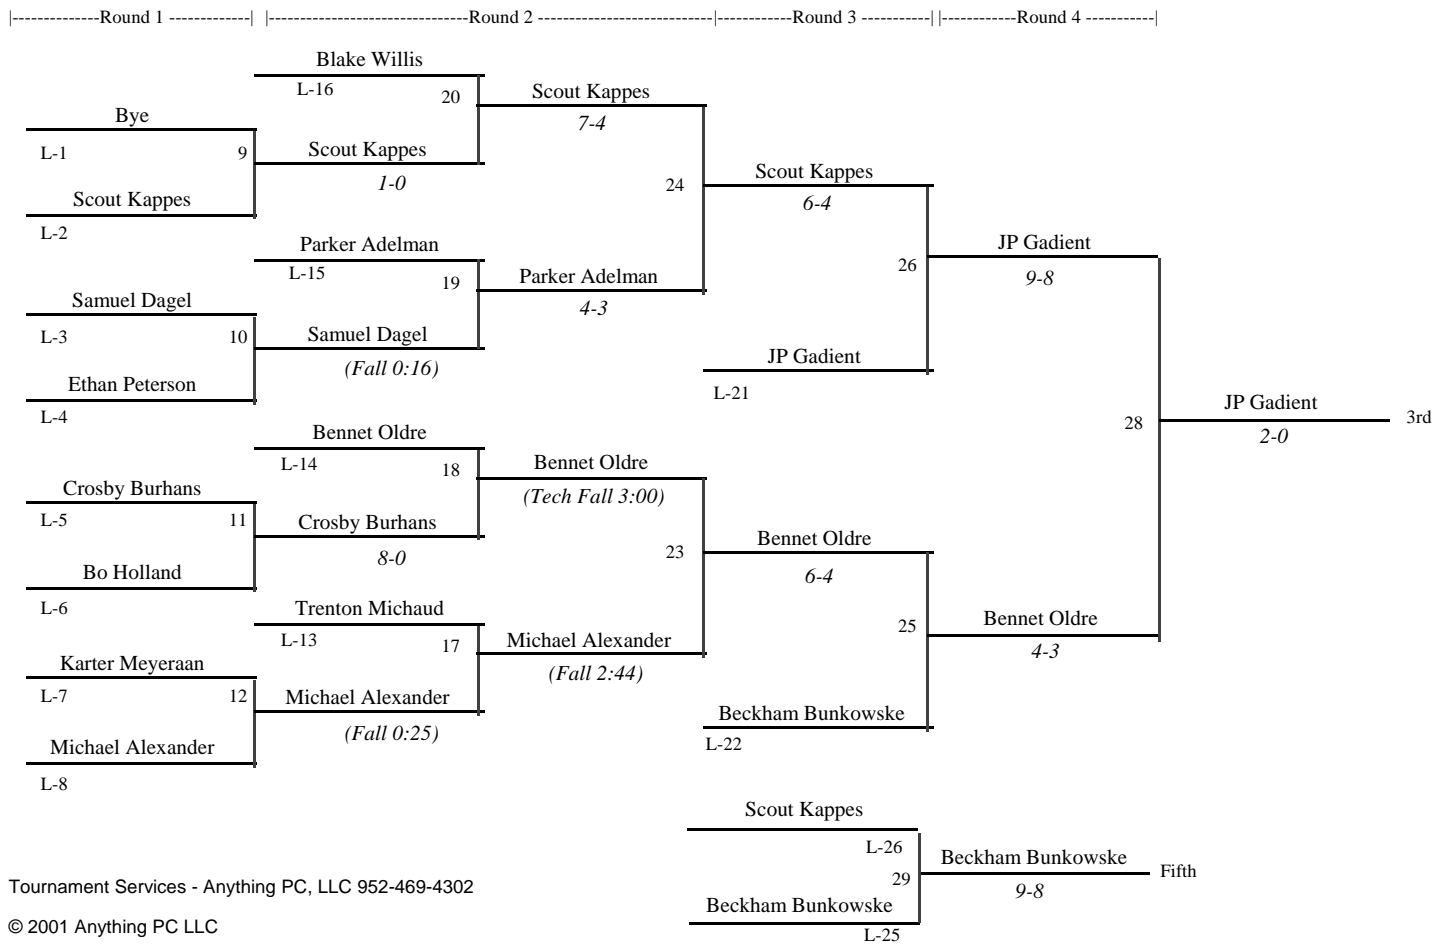 |-------------Round 1 -------------| |------------------------------Round 2 --------------------------|------------Round 3 -----------| |-----------Round 4 -----------|
Blake Willis
L-16
20
Scout Kappes
7-4
Bye
L-1
9
Scout Kappes
1-0
Scout Kappes
L-2
24
Scout Kappes
6-4
Parker Adelman
L-15
19
Parker Adelman
4-3
Samuel Dagel
L-3
10
Samuel Dagel
(Fall 0:16)
Ethan Peterson
L-4
26
JP Gadient
9-8
JP Gadient
L-21
28
JP Gadient
2-0
3rd
Bennet Oldre
L-14
18
Bennet Oldre
(Tech Fall 3:00)
Crosby Burhans
L-5
11
Crosby Burhans
8-0
Bo Holland
L-6
23
Bennet Oldre
6-4
Trenton Michaud
L-13
17
Michael Alexander
(Fall 2:44)
25
Bennet Oldre
4-3
Karter Meyeraan
L-7
12
Michael Alexander
(Fall 0:25)
Michael Alexander
L-8
Beckham Bunkowske
L-22
Scout Kappes
L-26
29
Beckham Bunkowske
9-8
Fifth
Beckham Bunkowske
L-25
Tournament Services - Anything PC, LLC 952-469-4302
© 2001 Anything PC LLC